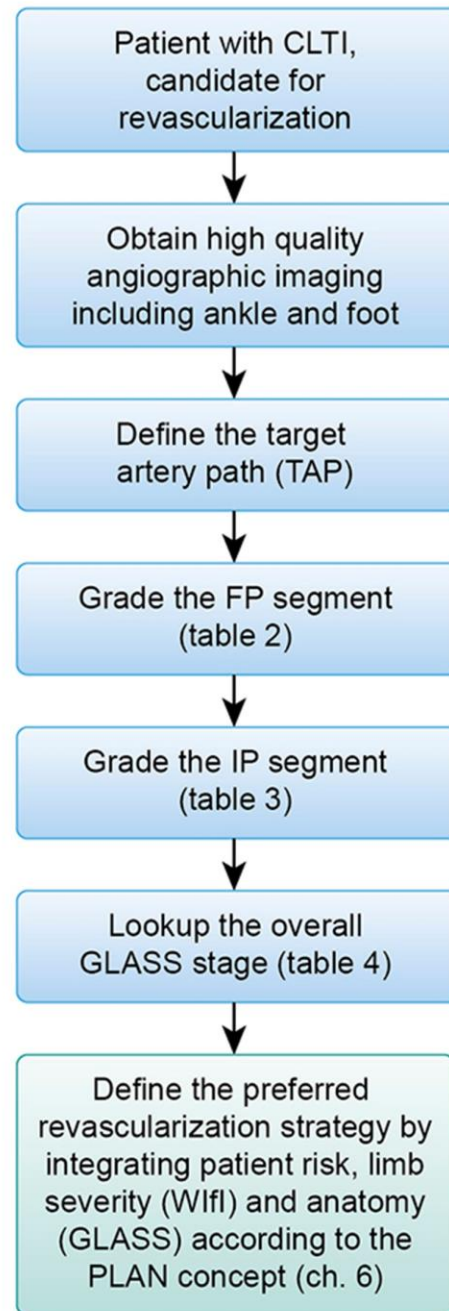 Patient with CLTI,
candidate for
revascularization
Obtain high quality
angiographic imaging
including ankle and foot
Define the target
artery path (TAP)
Grade the FP segment
(table 2)
Grade the IP segment
(table 3)
Lookup the overall
GLASS stage (table 4)
Define the preferred
revascularization strategy by
integrating patient risk, limb
severity (WIfI) and anatomy
(GLASS) according to the
PLAN concept (ch. 6)